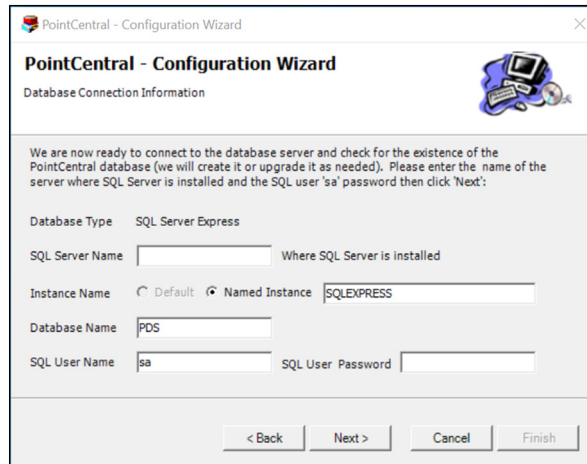 PointCentral - Configuration Wizard
PointCentral - Configuration Wizard
Database Connection Information
We are now ready to connect to the database server and check for the existence of the
PointCentral database (we will create it or upgrade it as needed). Please enter the name of the
server where SQL Server is installed and the SQL user 'sa' password then click 'Next':
Database Type SQL Server Express
SQL Server Name Where SQL Server is installed
Instance Name Default Named Instance SQLEXPRESS
Database Name PDS
SQL User Name sa SQL User Password
< Back Next > Cancel Finish